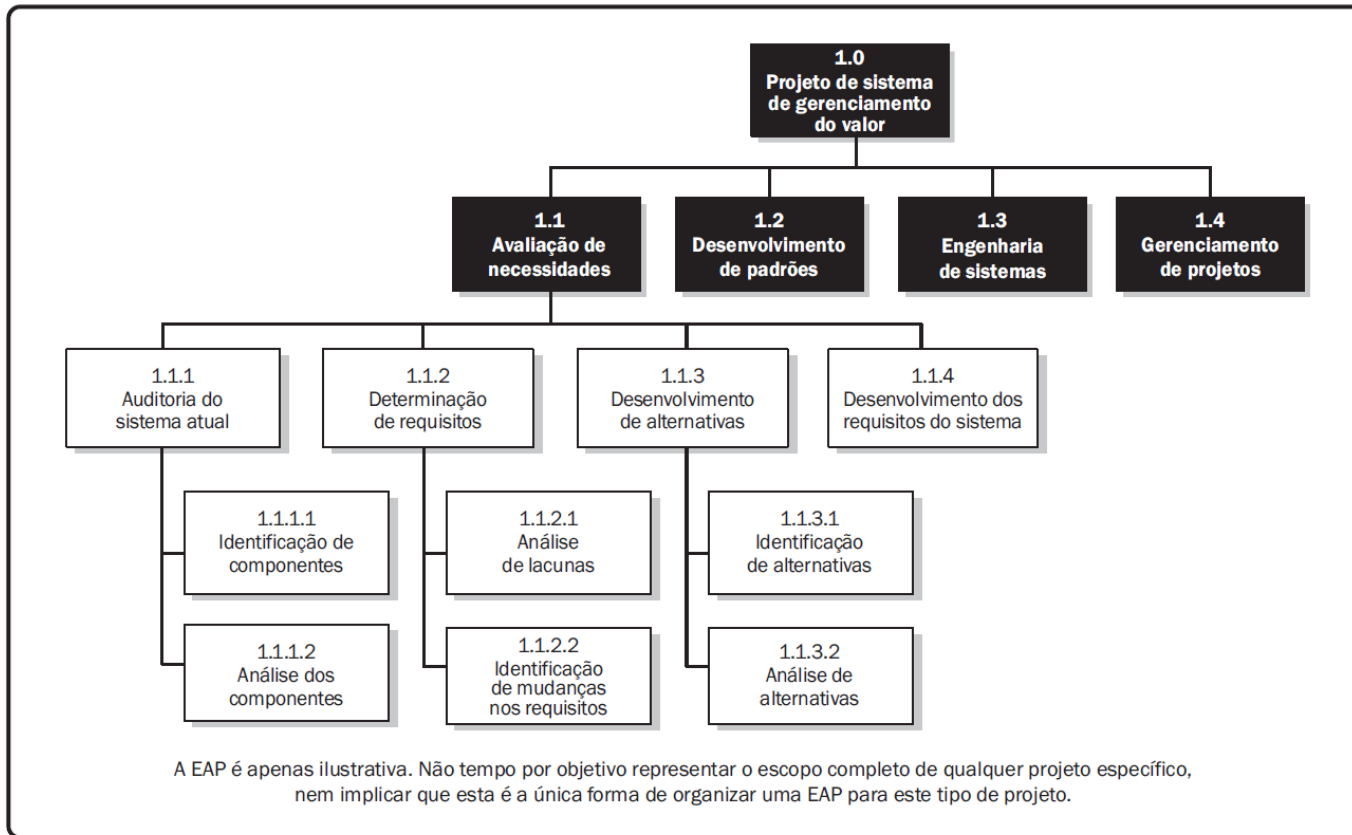 1.0
Projeto de sistema
de gerenciamento
do valor
1.1
Avaliação de
necessidades
1.2
Desenvolvimento
de padrões
1.3
Engenharia
de sistemas
1.4
Gerenciamento
de projetos
1.1.1
Auditoria do
sistema atual
1.1.2
Determinação
de requisitos
1.1.3
Desenvolvimento
de alternativas
1.1.4
Desenvolvimento dos
requisitos do sistema
1.1.1.1
Identificação de
componentes
1.1.2.1
Análise
de lacunas
1.1.3.1
Identificação
de alternativas
1.1.1.2
Análise dos
componentes
1.1.2.2
Identificação
de mudanças
nos requisitos
1.1.3.2
Análise de
alternativas
A EAP é apenas ilustrativa. Não tempo por objetivo representar o escopo completo de qualquer projeto específico,
nem implicar que esta é a única forma de organizar uma EAP para este tipo de projeto.